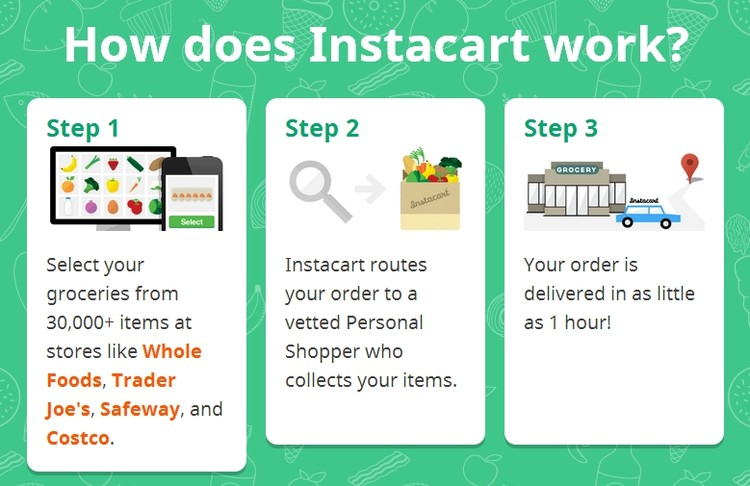 How does Instacart work?
Step 1
Select
Select your
groceries from
30,000+ items at
stores like Whole
Foods, Trader
Joe's, Safeway, and
Costco.
Step 2
Instacart
Instacart routes
your order to a
vetted Personal
Shopper who
collects your items.
Step 3
GROCERY
Instacart
Your order is
delivered in as little
as 1 hour!